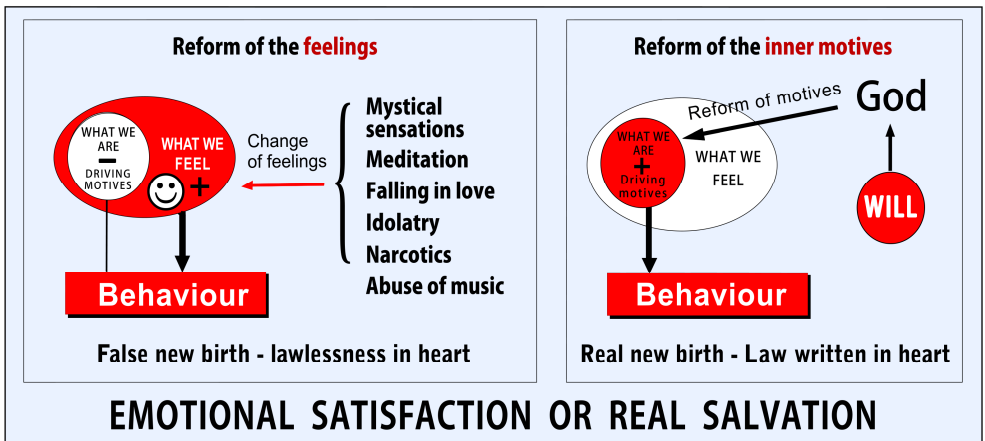 Reform of the feelings
WHAT WE
ARE
−
DRIVING
MOTIVES
WHAT WE
FEEL
+
Change
of feelings
Mystical
sensations
Meditation
Falling in love
Idolatry
Narcotics
Abuse of music
Behaviour
False new birth - lawlessness in heart
Reform of the inner motives
WHAT WE
ARE
+
Driving
motives
WHAT WE
FEEL
Reform of motives
God
WILL
Behaviour
Real new birth - Law written in heart
EMOTIONAL SATISFACTION OR REAL SALVATION